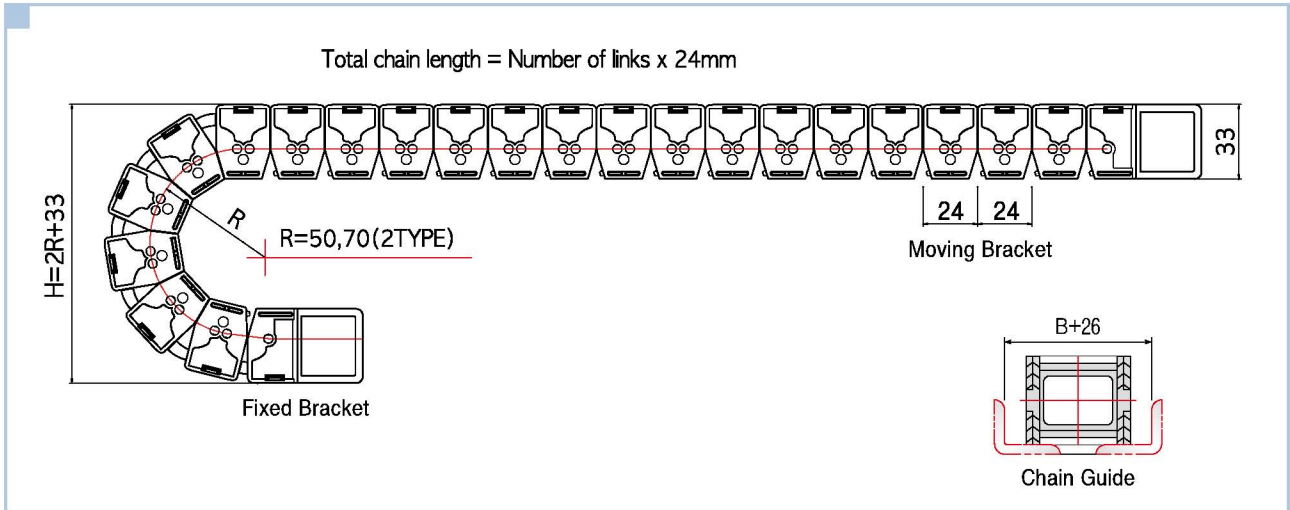 Total chain length = Number of links x 24mm
33
H=2R+33
R
R=50,70(2TYPE)
24 24
Moving Bracket
B+26
Fixed Bracket
Chain Guide